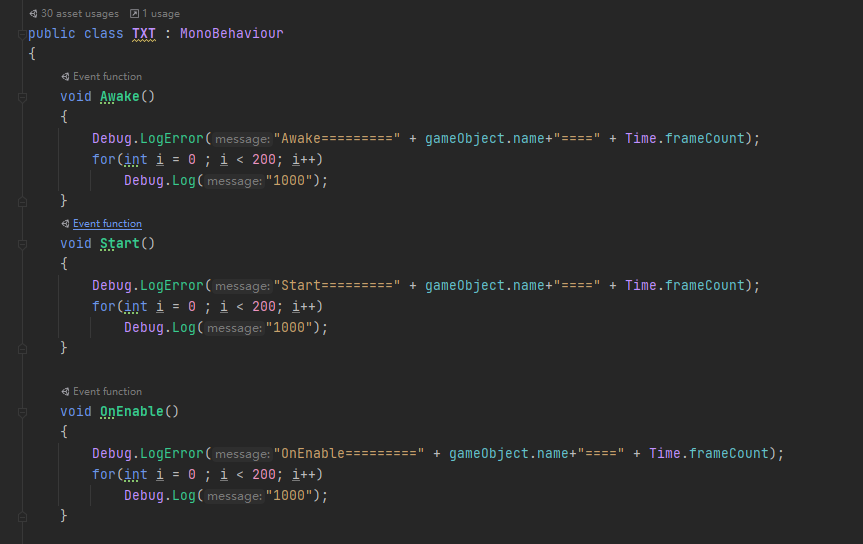 30 asset usages 1 usage
public class TXT : MonoBehaviour
{
Event function
void Awake()
{
Debug.LogError( message: "Awake=========" + gameObject.name+"====" + Time.frameCount);
for(int i = 0 ; i < 200; i++)
Debug.Log( message: "1000");
}
Event function
void Start()
{
Debug.LogError( message: "Start=========" + gameObject.name+"====" + Time.frameCount);
for(int i = 0 ; i < 200; i++)
Debug.Log( message: "1000");
}
Event function
void OnEnable()
{
Debug.LogError( message: "OnEnable=========" + gameObject.name+"====" + Time.frameCount);
for(int i = 0 ; i < 200; i++)
Debug.Log( message: "1000");
}